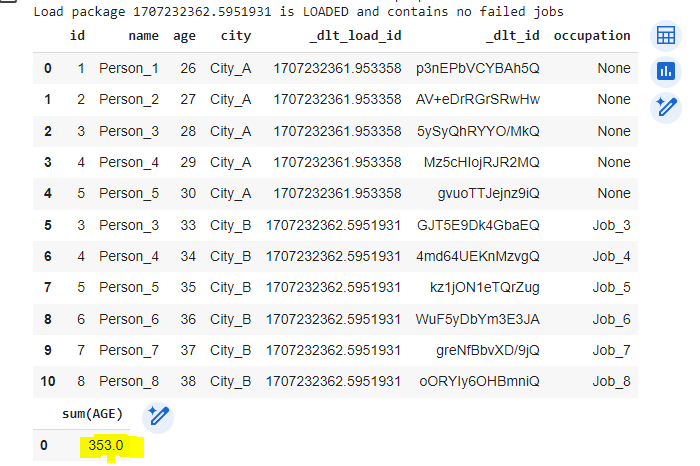 Load package 1707232362.5951931 is LOADED and contains no failed jobs
id name age city _dlt_load_id _dlt_id occupation
0 1 Person_1 26 City_A 1707232361.953358 p3nEPbVCYBAh5Q None
1 2 Person_2 27 City_A 1707232361.953358 AV+eDrRGrSRwHw None
2 3 Person_3 28 City_A 1707232361.953358 5ySyQhRYYO/MkQ None
3 4 Person_4 29 City_A 1707232361.953358 Mz5cHIojRJR2MQ None
4 5 Person_5 30 City_A 1707232361.953358 gvuoTTJejnz9iQ None
5 3 Person_3 33 City_B 1707232362.5951931 GJT5E9Dk4GbaEQ Job_3
6 4 Person_4 34 City_B 1707232362.5951931 4md64UEKnMzvgQ Job_4
7 5 Person_5 35 City_B 1707232362.5951931 kz1jON1eTQrZug Job_5
8 6 Person_6 36 City_B 1707232362.5951931 WuF5yDbYm3E3JA Job_6
9 7 Person_7 37 City_B 1707232362.5951931 greNfBbvXD/9jQ Job_7
10 8 Person_8 38 City_B 1707232362.5951931 oORYIy6OHBmniQ Job_8
sum(AGE)
0 353.0